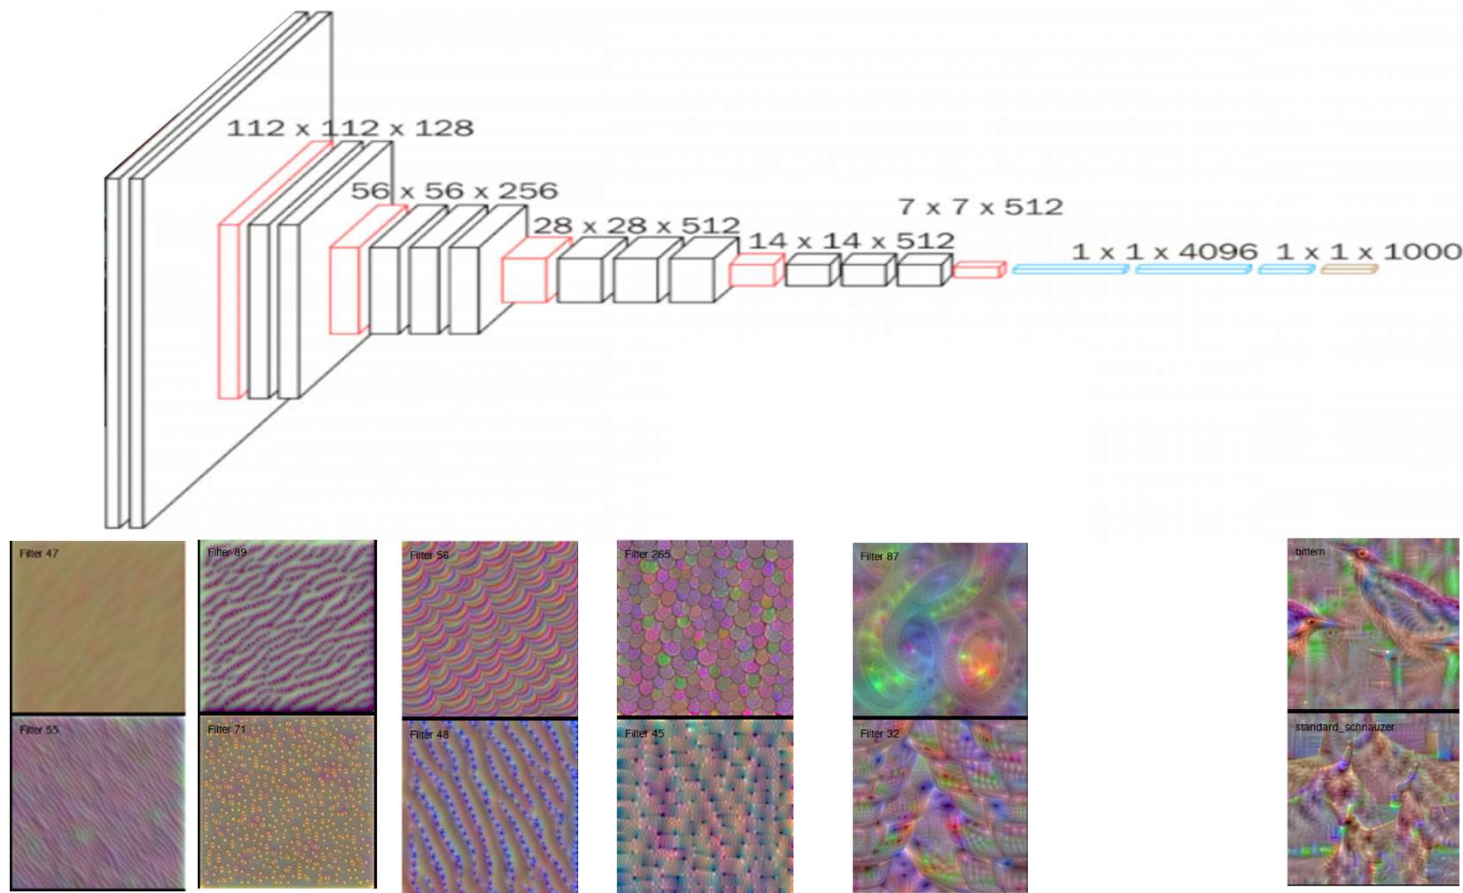 112 x 112 x 128
56 x 56 x 256
28 x 28 x 512
14 x 14 x 512
7 x 7 x 512
1 x 1 x 4096
1 x 1 x 1000
Filter 47
Filter 89
Filter 56
Filter 265
Filter 87
bittern
Filter 55
Filter 71
Filter 48
Filter 45
Filter 32
standard_schnauzer